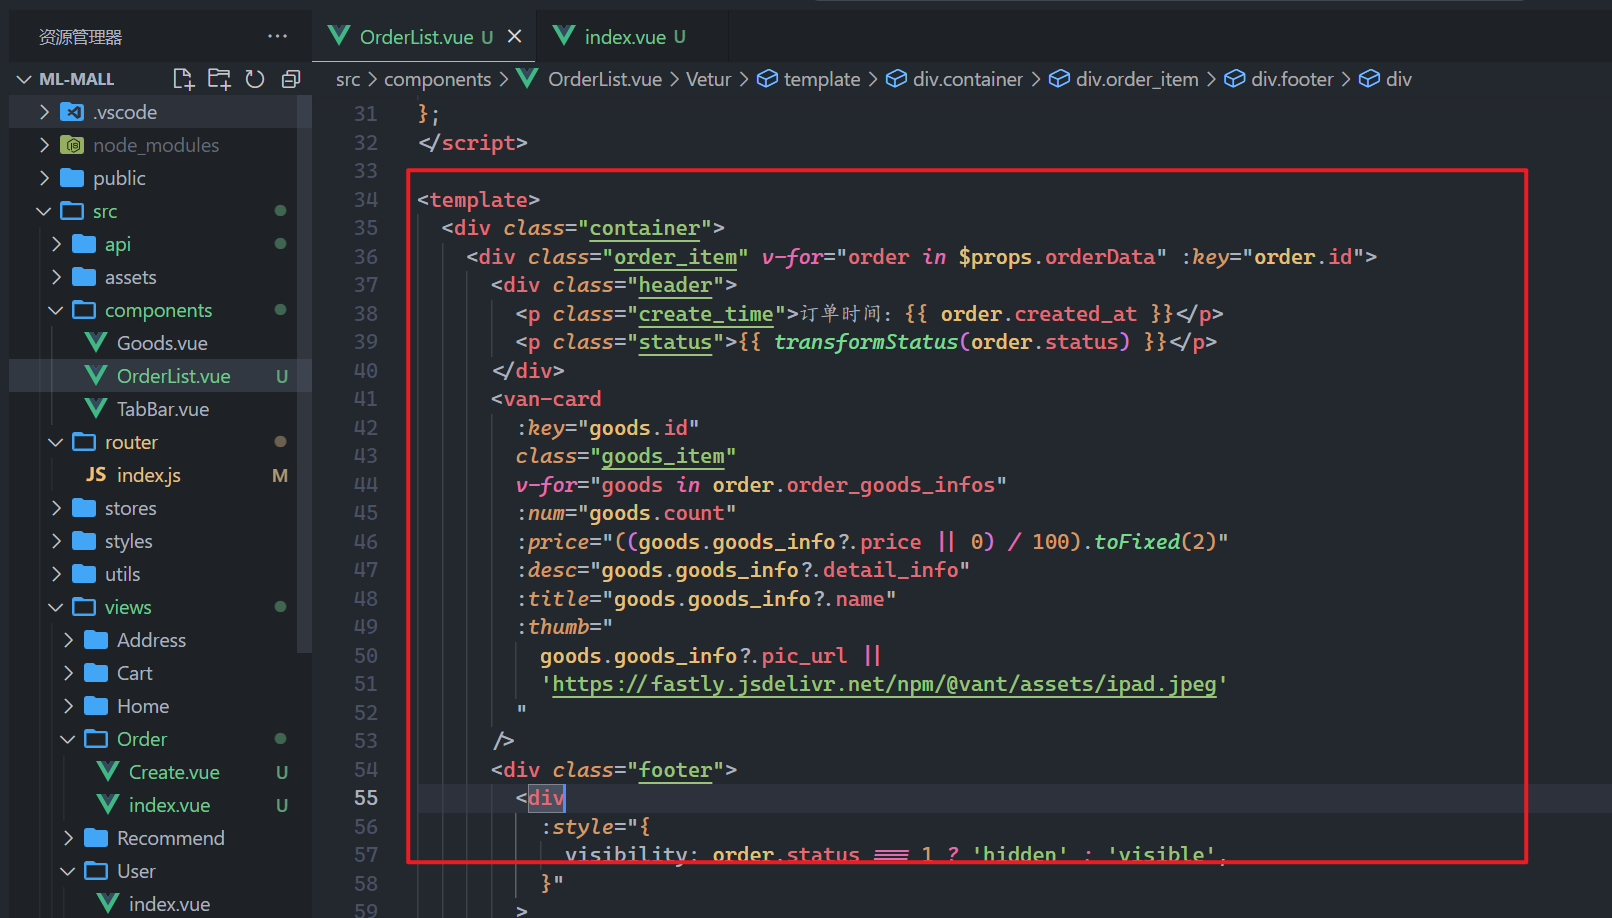 资源管理器
OrderList.vue U
index.vue U
ML-MALL
src > components > OrderList.vue > Vetur > template > div.container > div.order_item > div.footer > div
.vscode
node_modules
public
src
api
assets
components
Goods.vue
OrderList.vue U
TabBar.vue
router
JS index.js M
stores
styles
utils
views
Address
Cart
Home
Order
Create.vue U
index.vue U
Recommend
User
index.vue
31 };
32 </script>
33
34 <template>
35 <div class="container">
36 <div class="order_item" v-for="order in $props.orderData" :key="order.id">
37 <div class="header">
38 <p class="create_time">订单时间: {{ order.created_at }}</p>
39 <p class="status">{{ transformStatus(order.status) }}</p>
40 </div>
41 <van-card
42 :key="goods.id"
43 class="goods_item"
44 v-for="goods in order.order_goods_infos"
45 :num="goods.count"
46 :price="((goods.goods_info?.price || 0) / 100).toFixed(2)"
47 :desc="goods.goods_info?.detail_info"
48 :title="goods.goods_info?.name"
49 :thumb="
50 goods.goods_info?.pic_url ||
51 'https://fastly.jsdelivr.net/npm/@vant/assets/ipad.jpeg'
52 "
53 />
54 <div class="footer">
55 <div
56 :style="{
57 visibility: order.status === 1 ? 'hidden' : 'visible',
58 }"
59 >